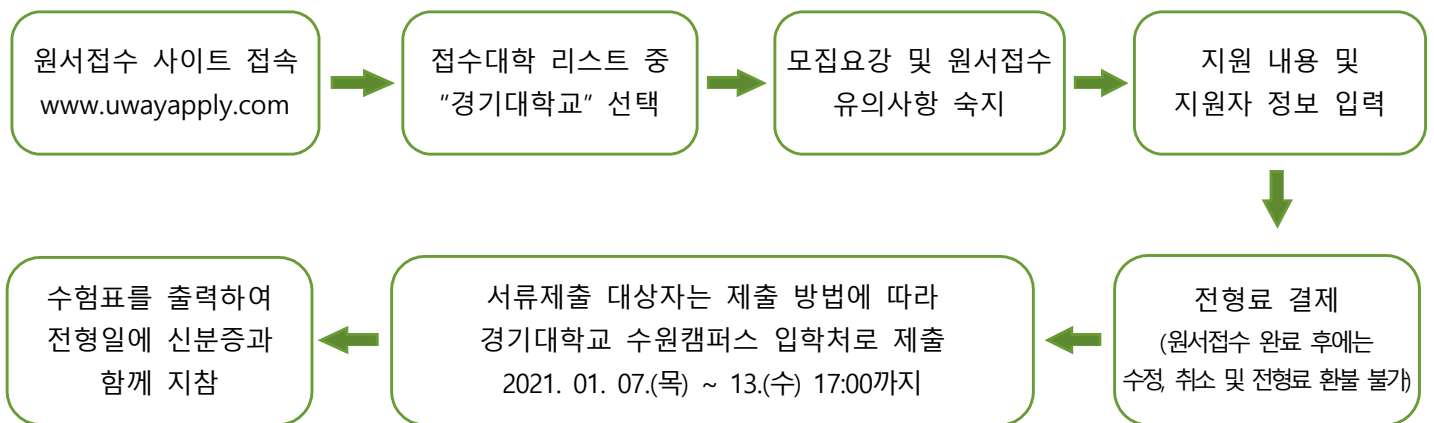 원서접수 사이트 접속
www.uwayapply.com
접수대학 리스트 중
"경기대학교" 선택
모집요강 및 원서접수
유의사항 숙지
지원 내용 및
지원자 정보 입력
전형료 결제
(원서접수 완료 후에는
수정, 취소 및 전형료 환불 불가)
서류제출 대상자는 제출 방법에 따라
경기대학교 수원캠퍼스 입학처로 제출
2021. 01. 07.(목) ~ 13.(수) 17:00까지
수험표를 출력하여
전형일에 신분증과
함께 지참